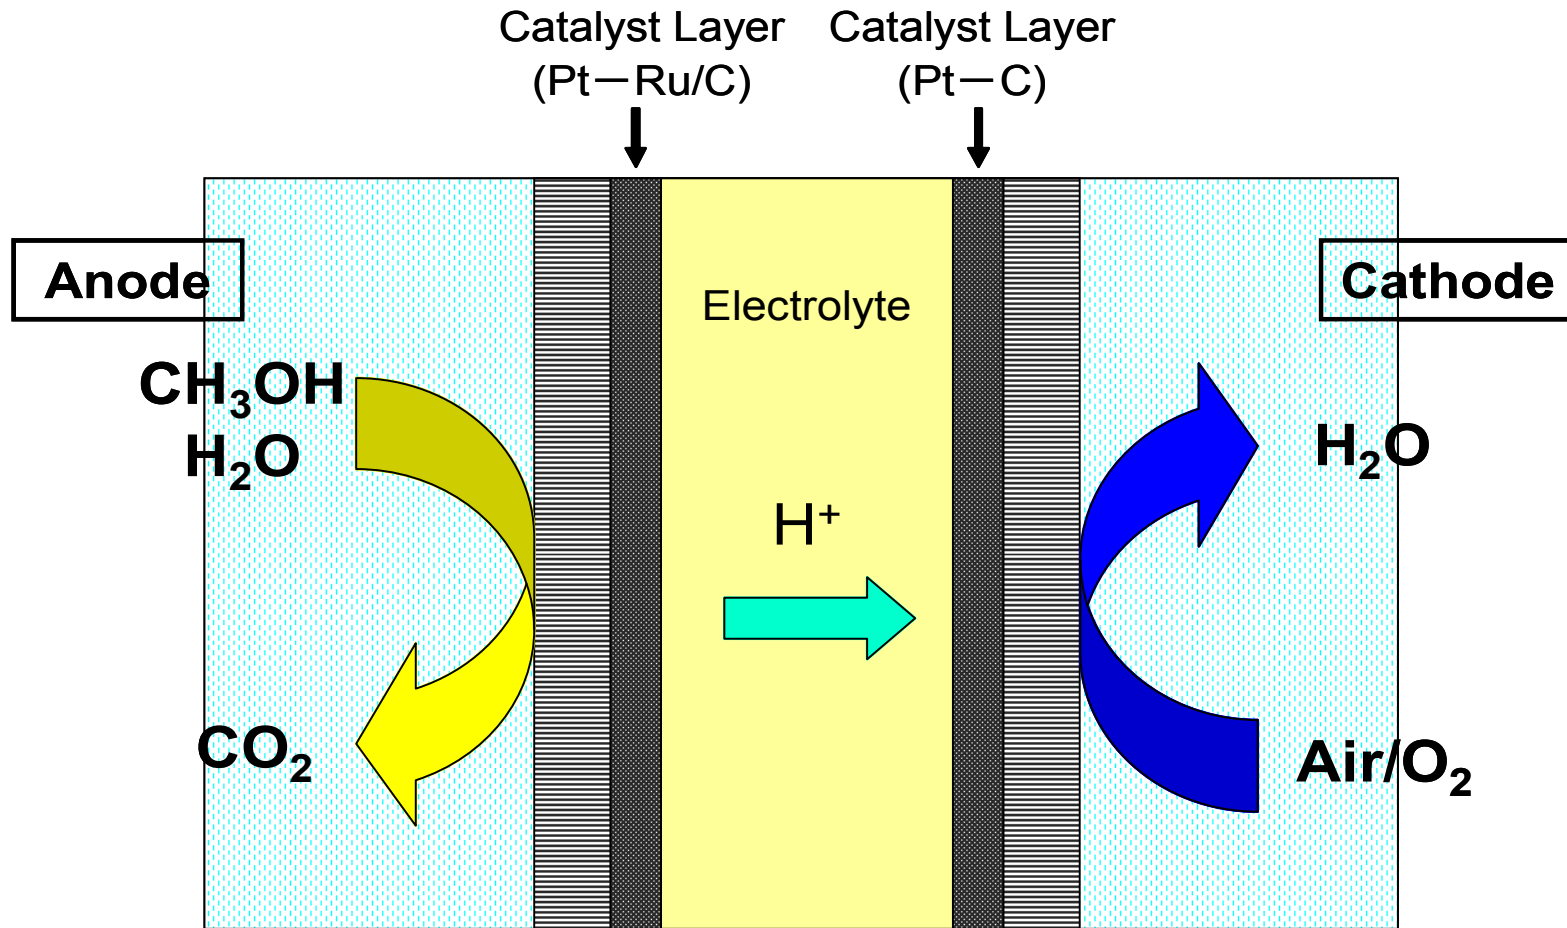 Catalyst Layer
(Pt—Ru/C)
Catalyst Layer
(Pt—C)
Anode
Cathode
Electrolyte
CH₃OH
H₂O
H⁺
H₂O
CO₂
Air/O₂